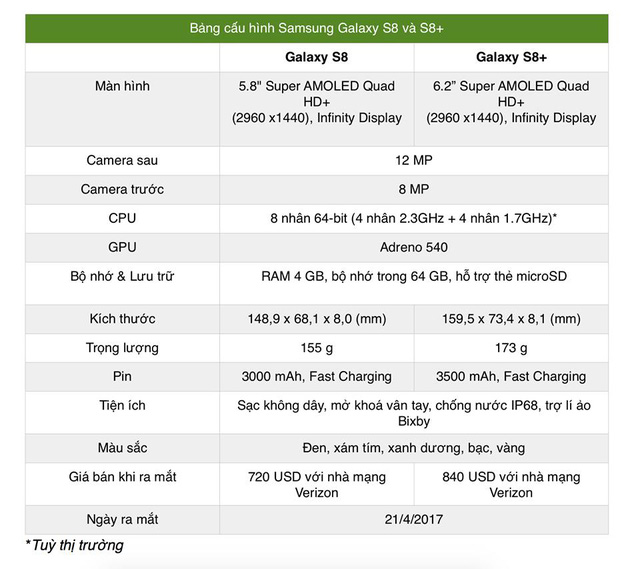 Bảng cấu hình Samsung Galaxy S8 và S8+
Galaxy S8 Galaxy S8+
Màn hình 5.8" Super AMOLED Quad 6.2” Super AMOLED Quad
HD+ HD+
(2960 x1440), Infinity Display (2960 x1440), Infinity Display
Camera sau 12 MP
Camera trước 8 MP
CPU 8 nhân 64-bit (4 nhân 2.3GHz + 4 nhân 1.7GHz)*
GPU Adreno 540
Bộ nhớ & Lưu trữ RAM 4 GB, bộ nhớ trong 64 GB, hỗ trợ thẻ microSD
Kích thước 148,9 x 68,1 x 8,0 (mm) 159,5 x 73,4 x 8,1 (mm)
Trọng lượng 155 g 173 g
Pin 3000 mAh, Fast Charging 3500 mAh, Fast Charging
Tiện ích Sạc không dây, mở khoá vân tay, chống nước IP68, trợ lí ảo
Bixby
Màu sắc Đen, xám tím, xanh dương, bạc, vàng
Giá bán khi ra mắt 720 USD với nhà mạng 840 USD với nhà mạng
Verizon Verizon
Ngày ra mắt 21/4/2017
*Tuỳ thị trường